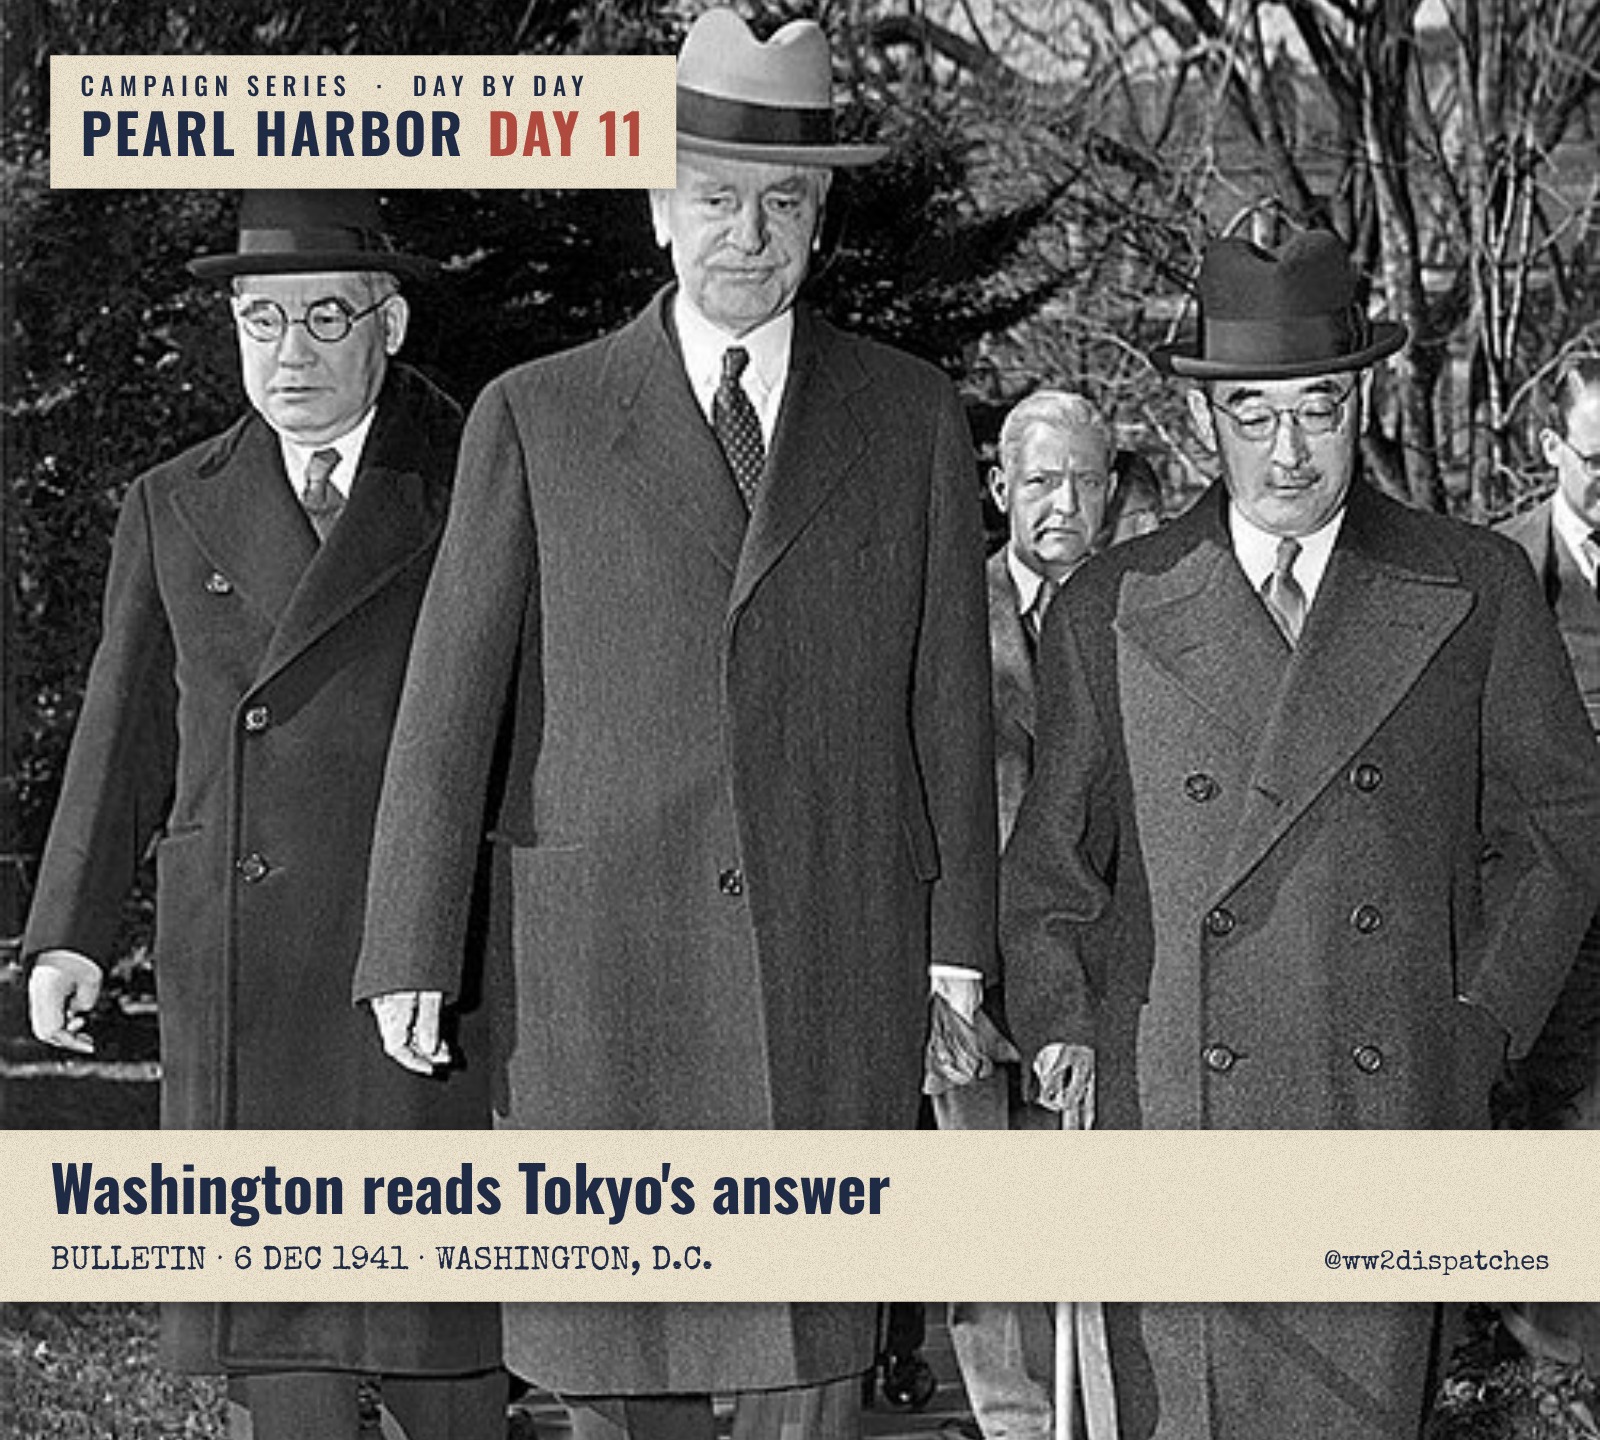 CAMPAIGN SERIES · DAY BY DAY
PEARL HARBOR DAY 11
Washington reads Tokyo's answer
BULLETIN · 6 DEC 1941 · WASHINGTON, D.C.
@ww2dispatches